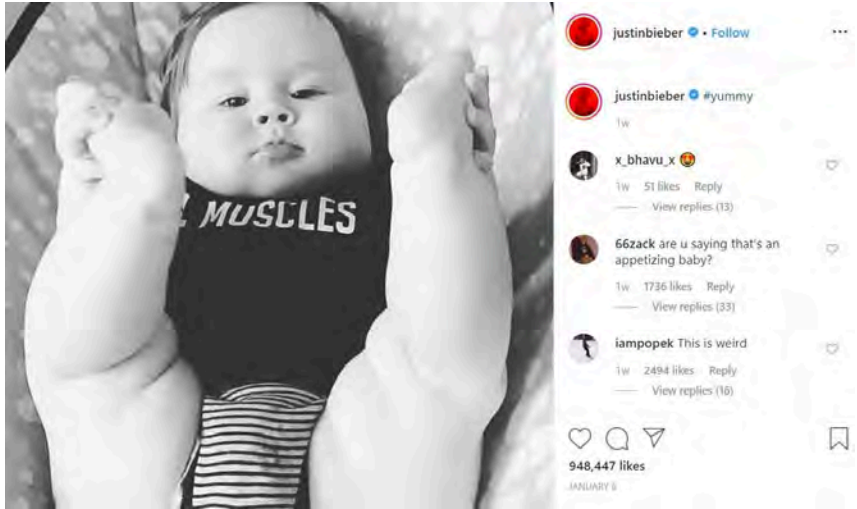 MUSCLES
justinbieber • Follow
justinbieber #yummy
1w
x_bhavu_x 😍
1w 51 likes Reply
View replies (13)
66zack are u saying that's an
appetizing baby?
1w 1736 likes Reply
View replies (33)
iampopek This is weird
1w 2494 likes Reply
View replies (16)
948,447 likes
JANUARY 6